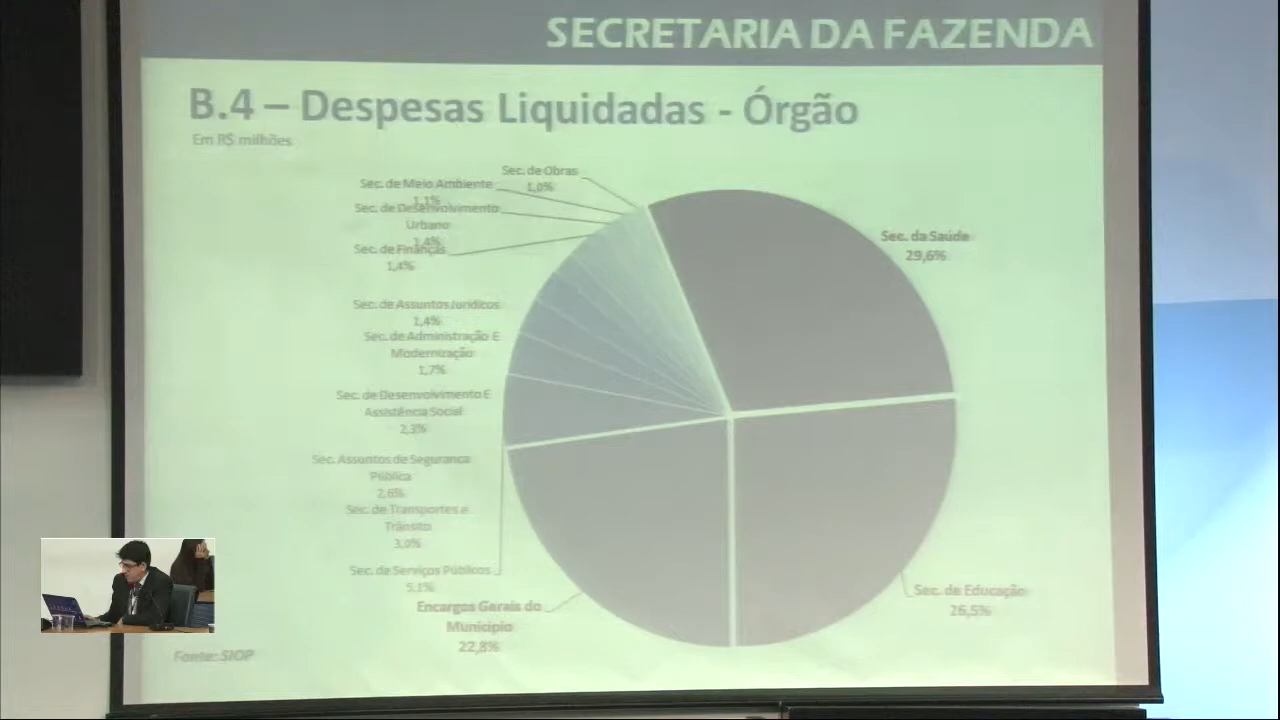 SECRETARIA DA FAZENDA
B.4 – Despesas Liquidadas - Órgão
Em R$ milhões
Sec. de Obras
1,0%
Sec. de Meio Ambiente
1,1%
Sec. de Desenvolvimento
Urbano
1,4%
Sec. de Finanças
1,4%
Sec. da Saúde
29,6%
Sec. de Assuntos Jurídicos
1,4%
Sec. de Administração E
Modernização
1,7%
Sec. de Desenvolvimento E
Assistência Social
2,3%
Sec. Assuntos de Segurança
Pública
2,6%
Sec. de Transportes e
Trânsito
3,0%
Sec. de Serviços Públicos
5,1%
Encargos Gerais do
Município
22,8%
Sec. de Educação
26,5%
Fonte: SIOP